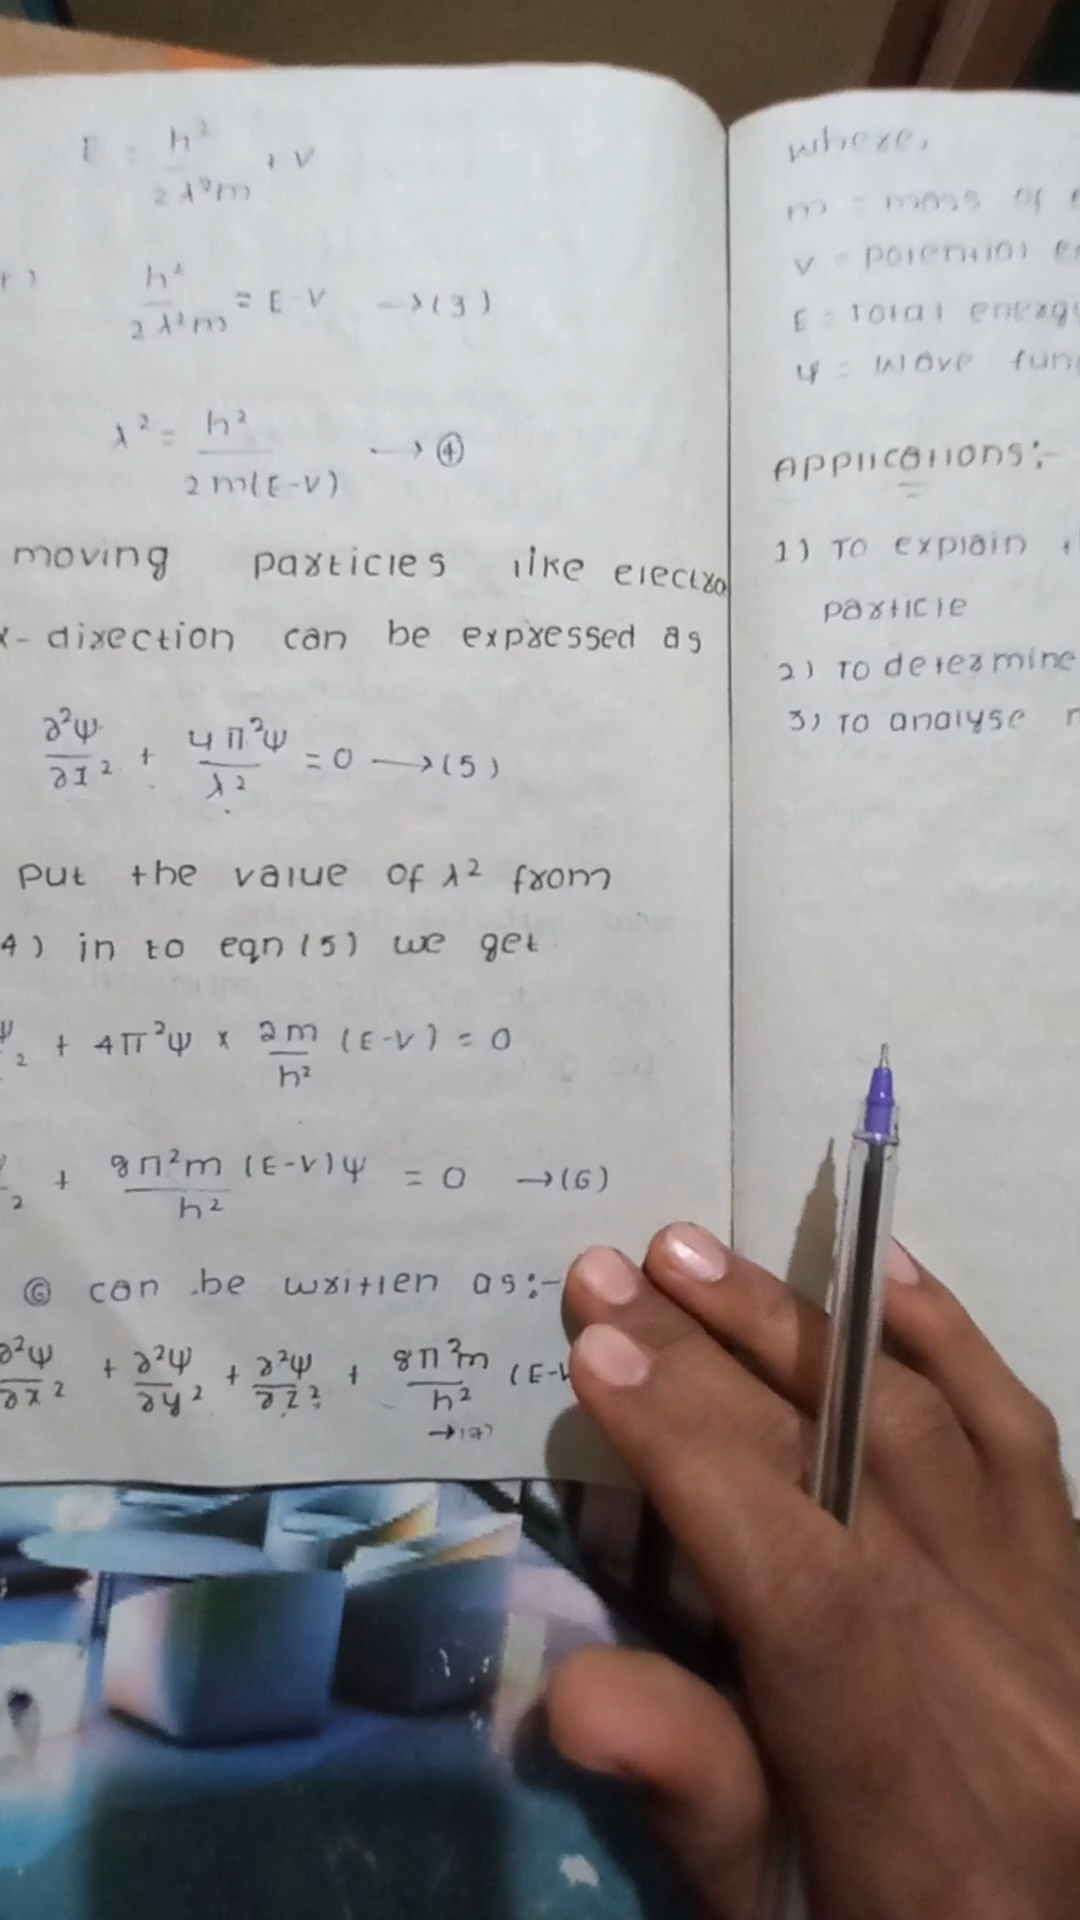 E = h²/2λ²m + V
h²/2λ²m = E-V → (3)
λ² = h²/2m(E-V) → ④
moving particles like electro
x-direction can be expressed as
∂²Ψ/∂x² + 4π²Ψ/λ² = 0 → (5)
put the value of λ² from
4) in to eqn (5) we get
+ 4π²Ψ × 2m/h² (E-V) = 0
+ 8π²m (E-V)Ψ/h² = 0 → (6)
⑥ can be written as:-
∂²Ψ/∂x² + ∂²Ψ/∂y² + ∂²Ψ/∂z² + 8π²m/h² (E-V
→(7)
where,
m = mass of
V = potential
E = Total energy
Ψ = Wave fun
Applications:-
1) To explain
particle
2) To determine
3) To analyse